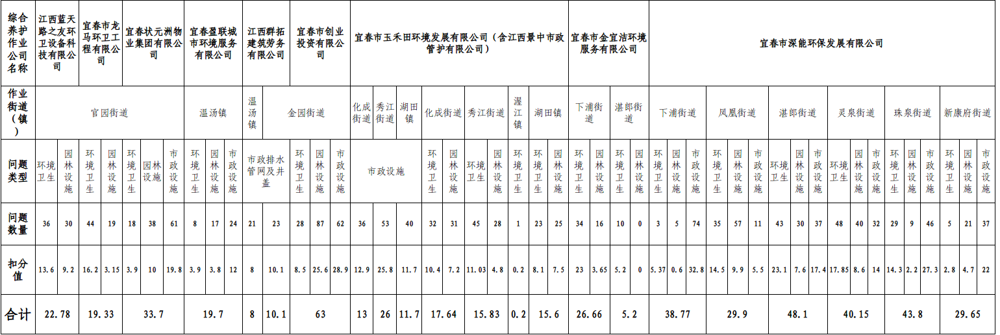 综合
养护
作业
公司
名称
江西蓝天
路之友环
卫设备科
技有限公
司
宜春市龙
马环卫工
程有限公
司
宜春状元洲物
业集团有限公
司
宜春盈联城
市环境服务
有限公司
江西群拓
建筑劳务
有限公司
宜春市创业
投资有限公
司
宜春市玉禾田环境发展有限公司（含江西景中市政
管护有限公司）
宜春市金宜洁环境
服务有限公司
宜春市深能环保发展有限公司
作业
街道
（镇
）
官园街道
温汤镇
温
汤
镇
金园街道
化成
街道
秀江
街道
湖田
镇
化成街道
秀江街道
渥
江
镇
湖田镇
下浦街
道
湛郎街
道
下浦街道
凤凰街道
湛郎街道
灵泉街道
珠泉街道
新康府街道
问题
类型
环境
卫生
园
林
设
施
环
境
卫
生
园
林
设
施
环
境
卫
生
园林
设施
市
政
设
施
环
境
卫
生
园
林
设
施
市
政
设
施
市政排水
管网及井
盖
环
境
卫
生
园
林
设
施
市
政
设
施
市政设施
环
境
卫
生
园
林
设
施
环境
卫生
园
林
设
施
环
境
卫
生
环
境
卫
生
园
林
设
施
环
境
卫
生
园
林
设
施
环
境
卫
生
园
林
设
施
环
境
卫
生
园
林
设
施
市
政
设
施
环
境
卫
生
园
林
设
施
市
政
设
施
环境
卫生
园
林
设
施
市
政
设
施
环境
卫生
园
林
设
施
市
政
设
施
环
境
卫
生
园
林
设
施
市
政
设
施
环
境
卫
生
园
林
设
施
市
政
设
施
问题
数量
36 30 44 19 18 38 61 8 17 24 21 23 28 87 62 36 53 40 32 31 45 28 1 23 25 34 16 10 0 3 5 74 35 57 11 43 30 37 48 40 32 29 9 46 5 21 37
扣分
值
13.6 9.2 16.2 3.15 3.9 10 19.8 3.9 3.8 12 8 10.1 8.5 25.6 28.9 12.9 25.8 11.7 10.4 7.2 11.03 4.8 0.2 8.1 7.5 23 3.65 5.2 0 5.37 0.6 32.8 14.5 9.9 5.5 23.1 7.6 17.4 17.85 8.6 14 14.3 2.2 27.3 2.8 4.7 22
合计 22.78 19.33 33.7 19.7 8 10.1 63 13 26 11.7 17.64 15.83 0.2 15.6 26.66 5.2 38.77 29.9 48.1 40.15 43.8 29.65